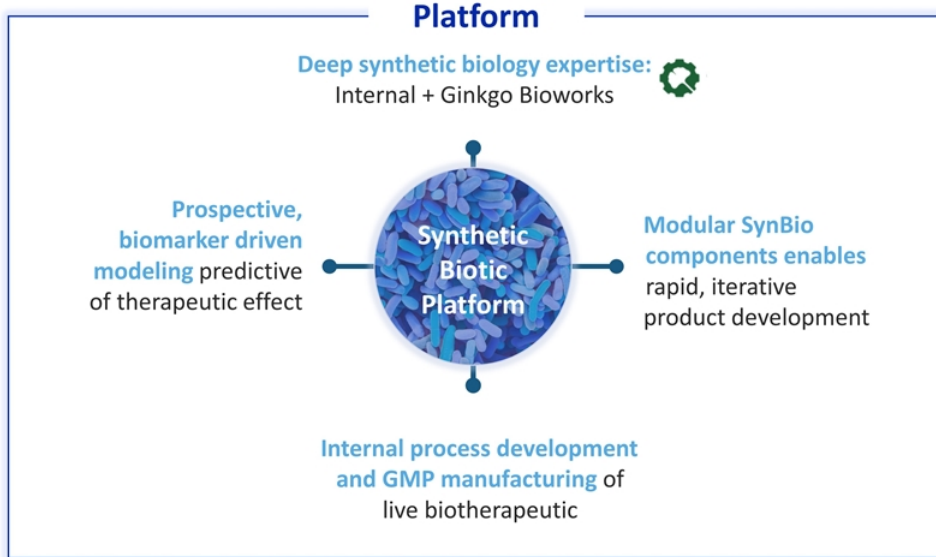 Platform
Deep synthetic biology expertise:
Internal + Ginkgo Bioworks
Prospective,
biomarker driven
modeling predictive
of therapeutic effect
Synthetic
Biotic
Platform
Modular SynBio
components enables
rapid, iterative
product development
Internal process development
and GMP manufacturing of
live biotherapeutic